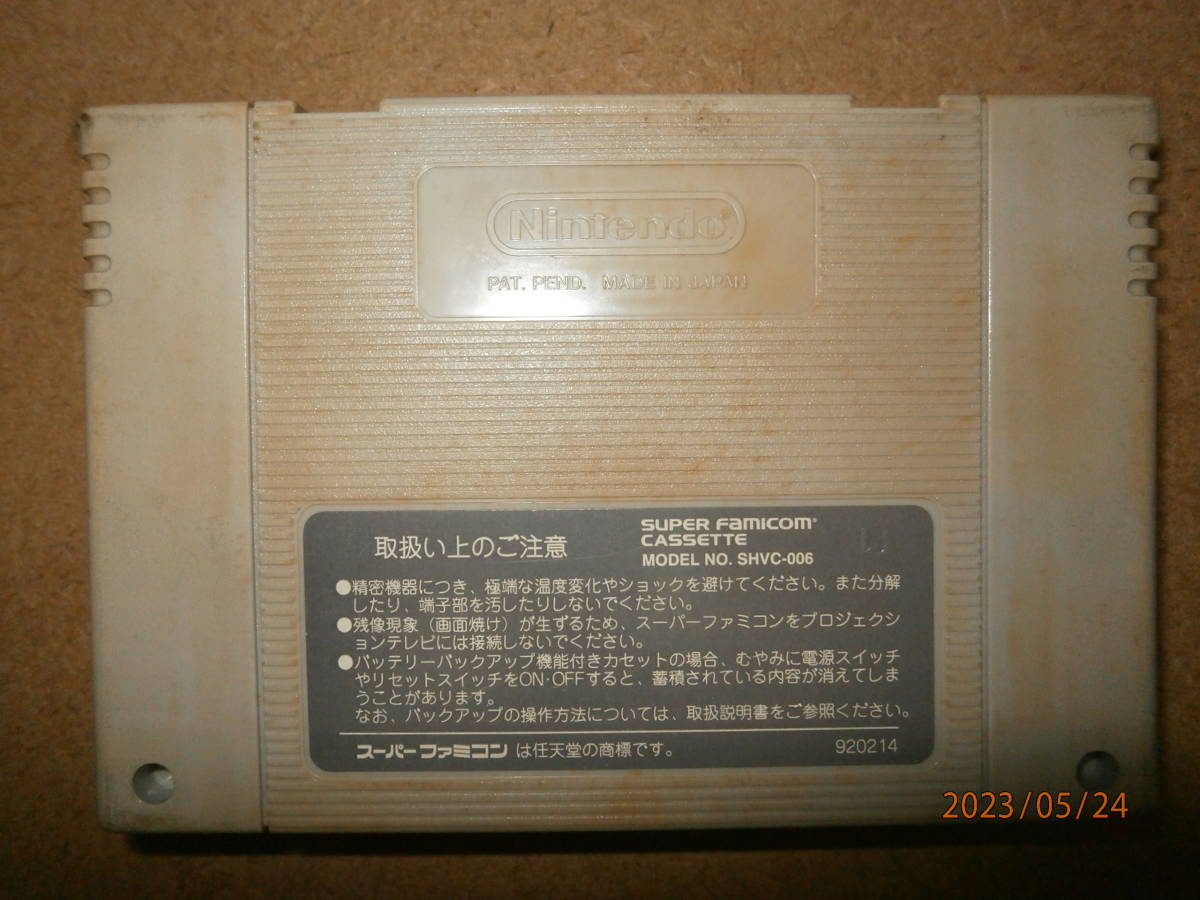 Nintendo®
PAT. PEND. MADE IN JAPAN
取扱い上のご注意
SUPER FAMICOM®
CASSETTE
MODEL NO. SHVC-006
●精密機器につき、極端な温度変化やショックを避けてください。また分解
したり、端子部を汚したりしないでください。
●残像現象(画面焼け)が生ずるため、スーパーファミコンをプロジェクシ
ョンテレビには接続しないでください。
●バッテリーバックアップ機能付きカセットの場合、むやみに電源スイッチ
やリセットスイッチをON・OFFすると、蓄積されている内容が消えてしま
うことがあります。
なお、バックアップの操作方法については、取扱説明書をご参照ください。
スーパーファミコンは任天堂の商標です。
920214
2023/05/24